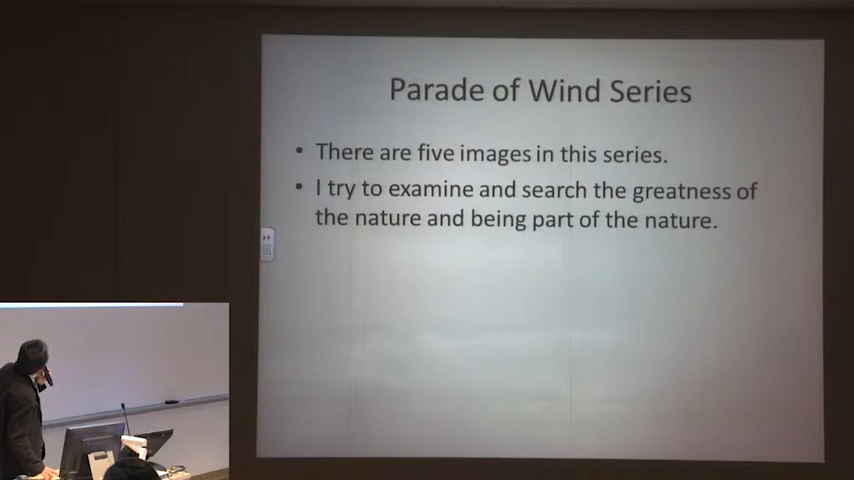 Parade of Wind Series
• There are five images in this series.
• I try to examine and search the greatness of
the nature and being part of the nature.